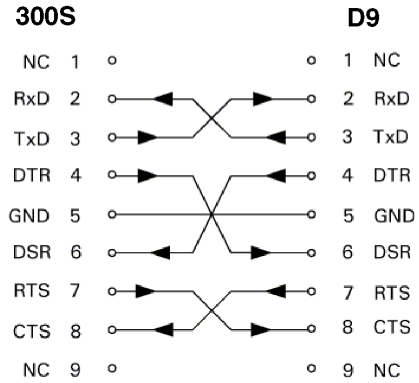 300S D9
NC 1 1 NC
RxD 2 2 RxD
TxD 3 3 TxD
DTR 4 4 DTR
GND 5 5 GND
DSR 6 6 DSR
RTS 7 7 RTS
CTS 8 8 CTS
NC 9 9 NC